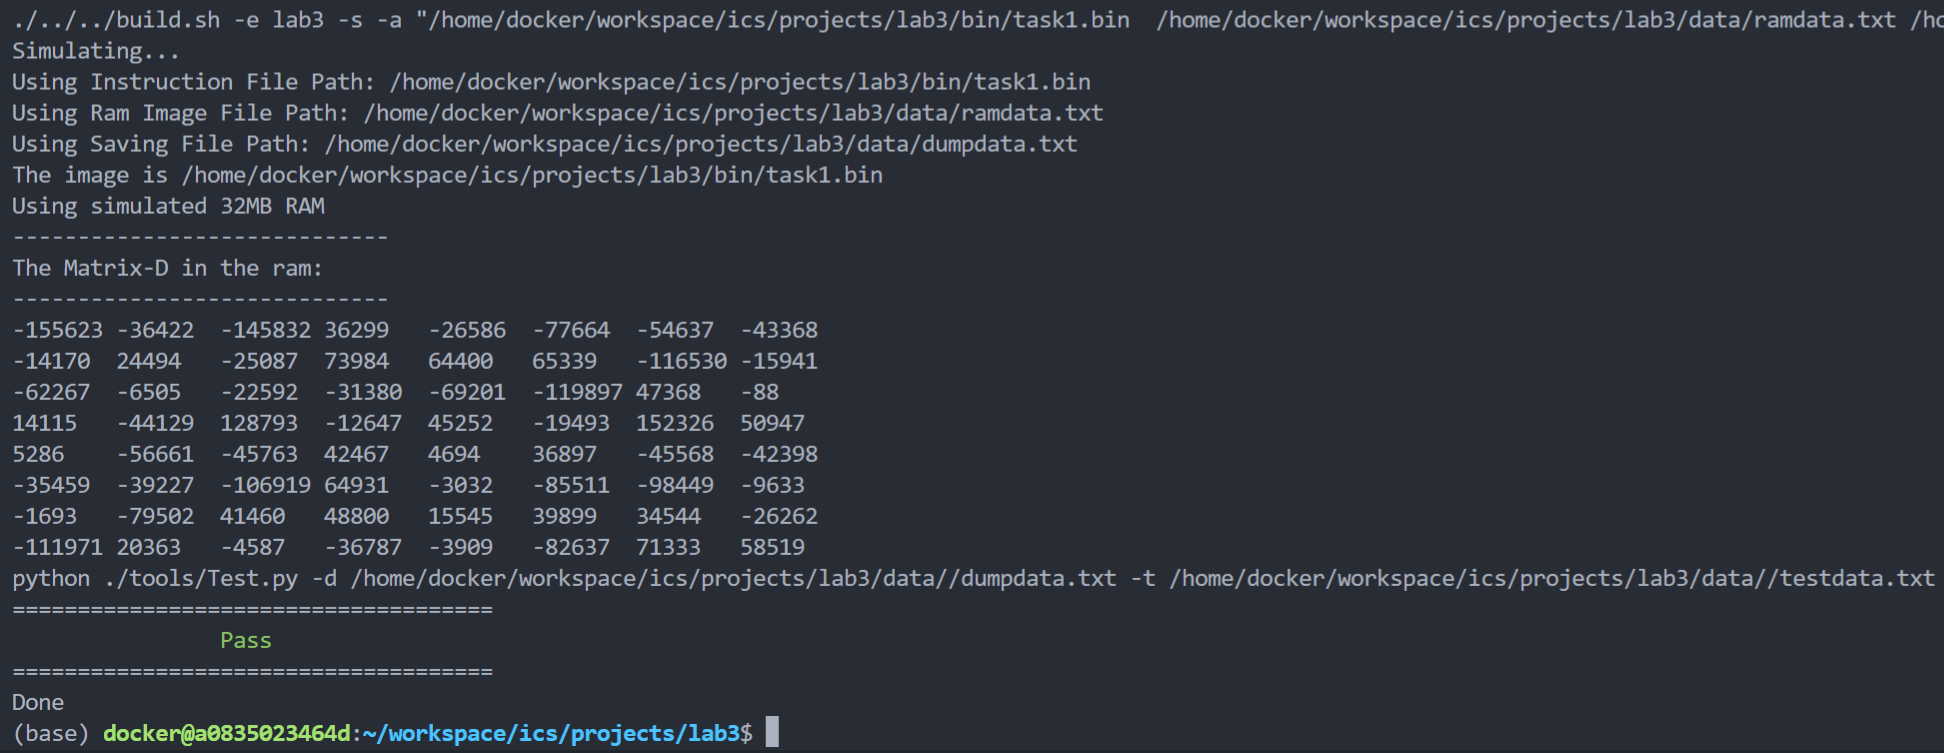 ./../../build.sh -e lab3 -s -a "/home/docker/workspace/ics/projects/lab3/bin/task1.bin  /home/docker/workspace/ics/projects/lab3/data/ramdata.txt /ho
Simulating...
Using Instruction File Path: /home/docker/workspace/ics/projects/lab3/bin/task1.bin
Using Ram Image File Path: /home/docker/workspace/ics/projects/lab3/data/ramdata.txt
Using Saving File Path: /home/docker/workspace/ics/projects/lab3/data/dumpdata.txt
The image is /home/docker/workspace/ics/projects/lab3/bin/task1.bin
Using simulated 32MB RAM
-----------------------------
The Matrix-D in the ram:
-----------------------------
-155623 -36422  -145832 36299   -26586  -77664  -54637  -43368
-14170  24494   -25087  73984   64400   65339   -116530 -15941
-62267  -6505   -22592  -31380  -69201  -119897 47368   -88
14115   -44129  128793  -12647  45252   -19493  152326  50947
5286    -56661  -45763  42467   4694    36897   -45568  -42398
-35459  -39227  -106919 64931   -3032   -85511  -98449  -9633
-1693   -79502  41460   48800   15545   39899   34544   -26262
-111971 20363   -4587   -36787  -3909   -82637  71333   58519
python ./tools/Test.py -d /home/docker/workspace/ics/projects/lab3/data//dumpdata.txt -t /home/docker/workspace/ics/projects/lab3/data//testdata.txt
=====================================
                Pass
=====================================
Done
(base) docker@a0835023464d:~/workspace/ics/projects/lab3$